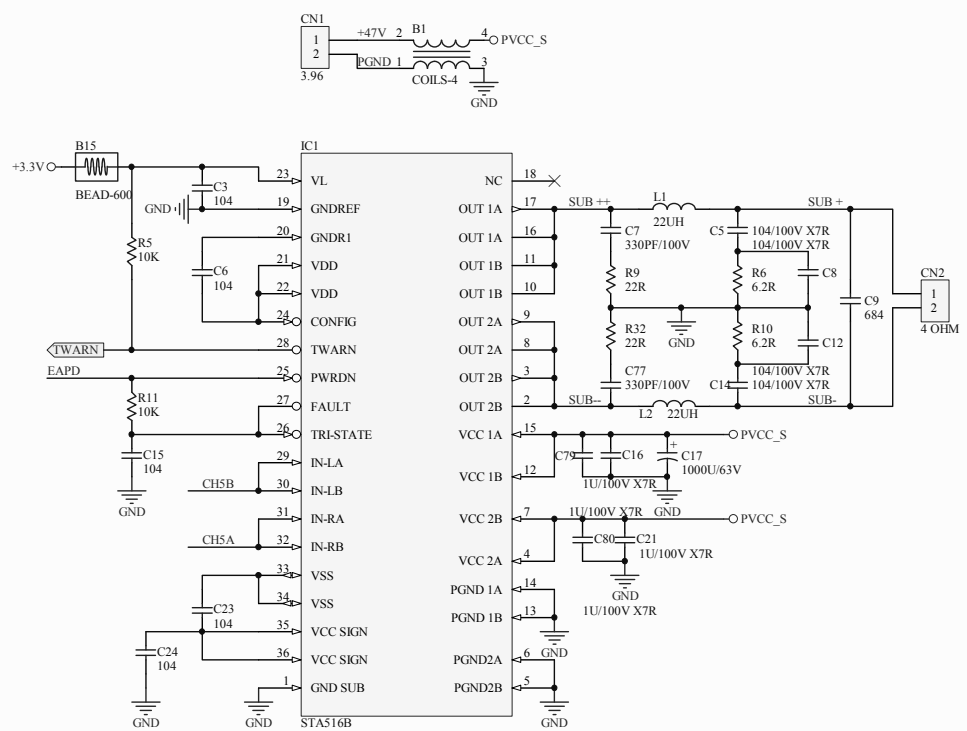 CN1
1
2
3.96
+47V
2
B1
4
PVCC_S
PGND
1
3
COILS-4
GND
B15
+3.3V
BEAD-600
C3
104
GND
R5
10K
C6
104
TWARN
EAPD
R11
10K
C15
104
GND
CH5B
CH5A
C23
104
C24
104
GND
GND
IC1
23 VL
19 GNDREF
20 GNDR1
21 VDD
22 VDD
24 CONFIG
28 TWARN
25 PWRDN
27 FAULT
26 TRI-STATE
29 IN-LA
30 IN-LB
31 IN-RA
32 IN-RB
33 VSS
34 VSS
35 VCC SIGN
36 VCC SIGN
1 GND SUB
STA516B
NC 18
OUT 1A 17
OUT 1A 16
OUT 1B 11
OUT 1B 10
OUT 2A 9
OUT 2A 8
OUT 2B 3
OUT 2B 2
VCC 1A 15
VCC 1B 12
VCC 2B 7
VCC 2A 4
PGND 1A 14
PGND 1B 13
PGND2A 6
PGND2B 5
SUB ++
L1
22UH
SUB +
C7
330PF/100V
C5
104/100V X7R
104/100V X7R
R9
22R
R6
6.2R
C8
CN2
1
2
4 OHM
C9
684
GND
R32
22R
R10
6.2R
C12
C77
330PF/100V
104/100V X7R
C14
104/100V X7R
SUB--
L2
22UH
SUB-
PVCC_S
C79
C16
+
C17
1000U/63V
1U/100V X7R
GND
1U/100V X7R
PVCC_S
C80
C21
1U/100V X7R
GND
1U/100V X7R
GND
GND